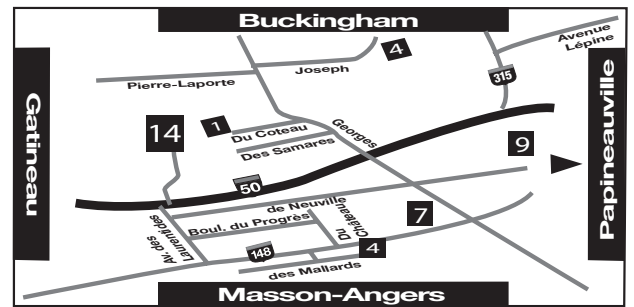 Buckingham
Avenue
Lépine
4
Joseph
Pierre-Laporte
315
Gatineau
Papineauville
14
1
Du Coteau
Georges
Des Samares
9
50
de Neuville
Boul. du Progrès
Av. des
Laurentides
Du
Château
7
148
4
des Mallards
Masson-Angers